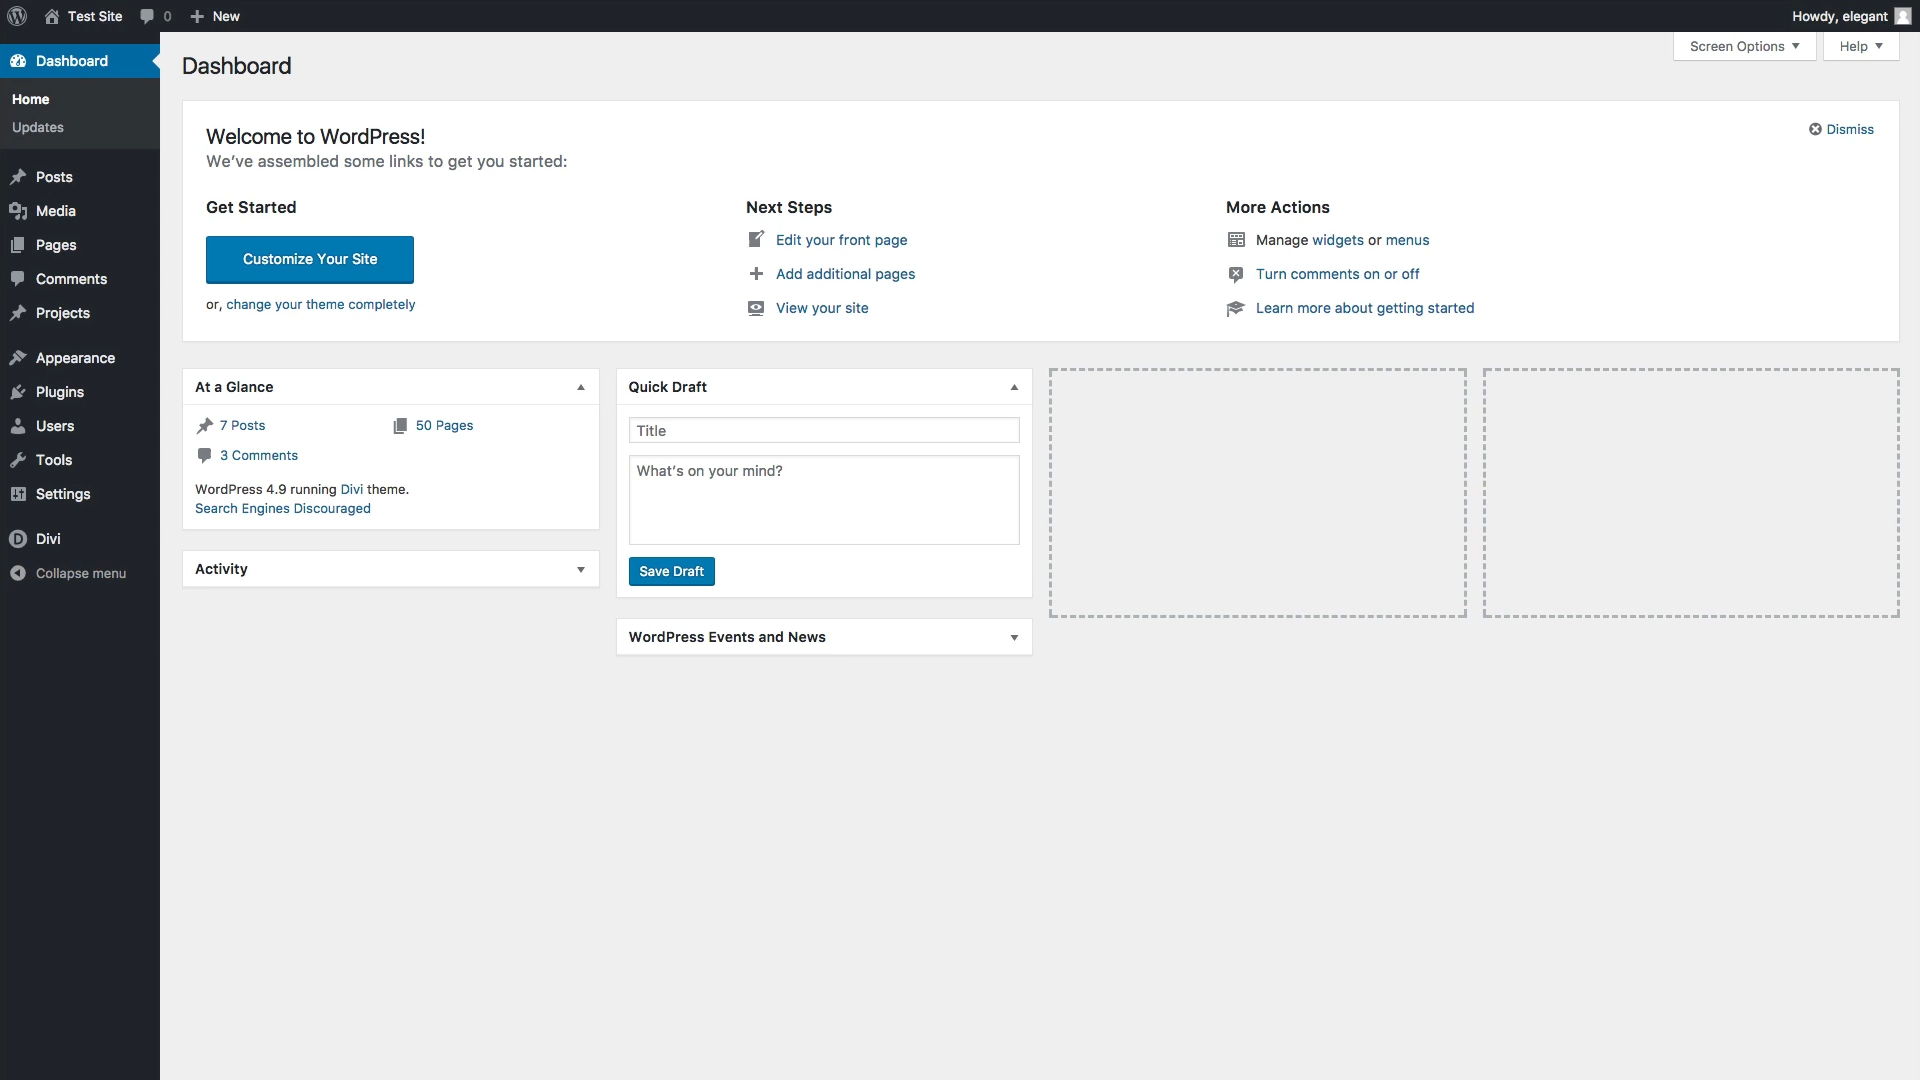 Test Site 0 New
Howdy, elegant
Dashboard
Home
Updates
Posts
Media
Pages
Comments
Projects
Appearance
Plugins
Users
Tools
Settings
Divi
Collapse menu
Screen Options
Help
Dashboard
Welcome to WordPress!
We’ve assembled some links to get you started:
Dismiss
Get Started
Customize Your Site
or, change your theme completely
Next Steps
Edit your front page
Add additional pages
View your site
More Actions
Manage widgets or menus
Turn comments on or off
Learn more about getting started
At a Glance
7 Posts
50 Pages
3 Comments
WordPress 4.9 running Divi theme.
Search Engines Discouraged
Activity
Quick Draft
Title
What’s on your mind?
Save Draft
WordPress Events and News